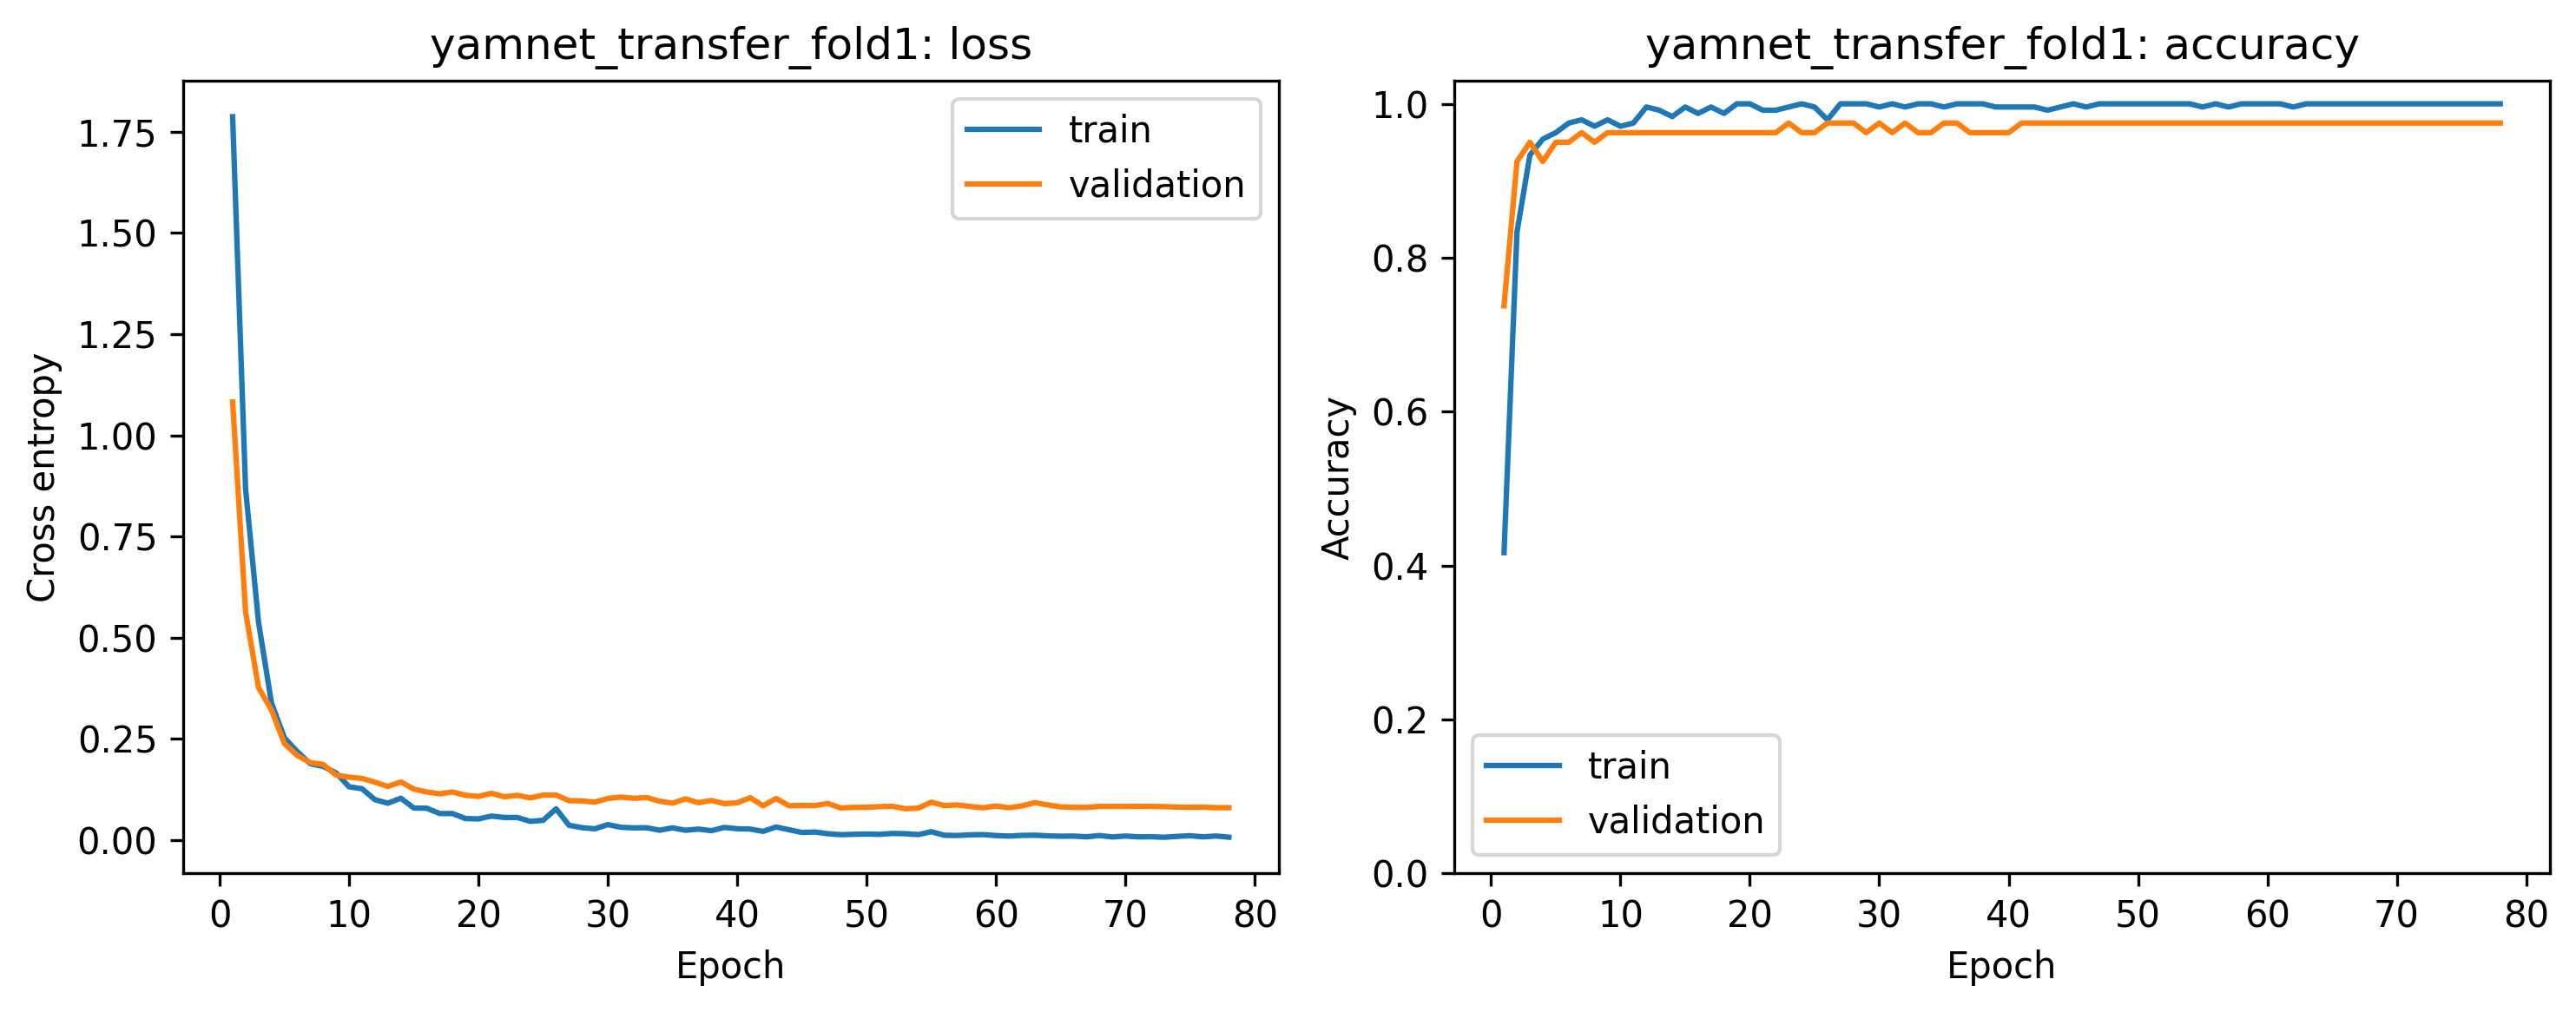 yamnet_transfer_fold1: loss
1.75
1.50
1.25
1.00
0.75
0.50
0.25
0.00
Cross entropy
train
validation
0 10 20 30 40 50 60 70 80
Epoch
yamnet_transfer_fold1: accuracy
1.0
0.8
0.6
0.4
0.2
0.0
Accuracy
train
validation
0 10 20 30 40 50 60 70 80
Epoch